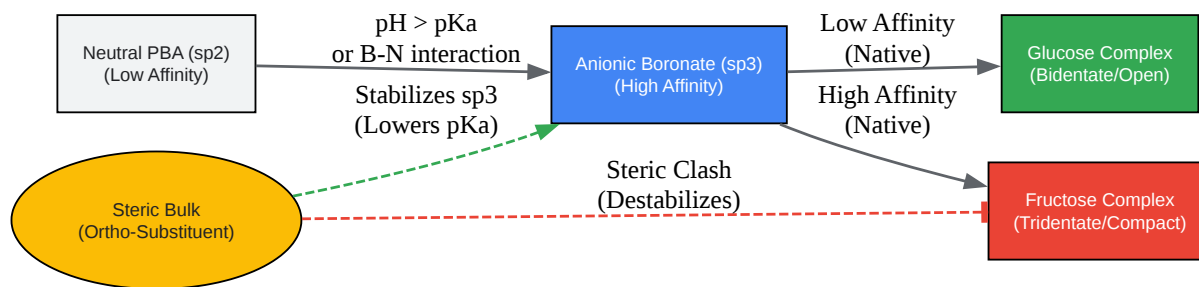 Neutral PBA (sp2)
(Low Affinity)
pH > pKa
or B-N interaction
Stabilizes sp3
(Lowers pKa)
Anionic Boronate (sp3)
(High Affinity)
Low Affinity
(Native)
High Affinity
(Native)
Glucose Complex
(Bidentate/Open)
Steric Bulk
(Ortho-Substituent)
Steric Clash
(Destabilizes)
Fructose Complex
(Tridentate/Compact)